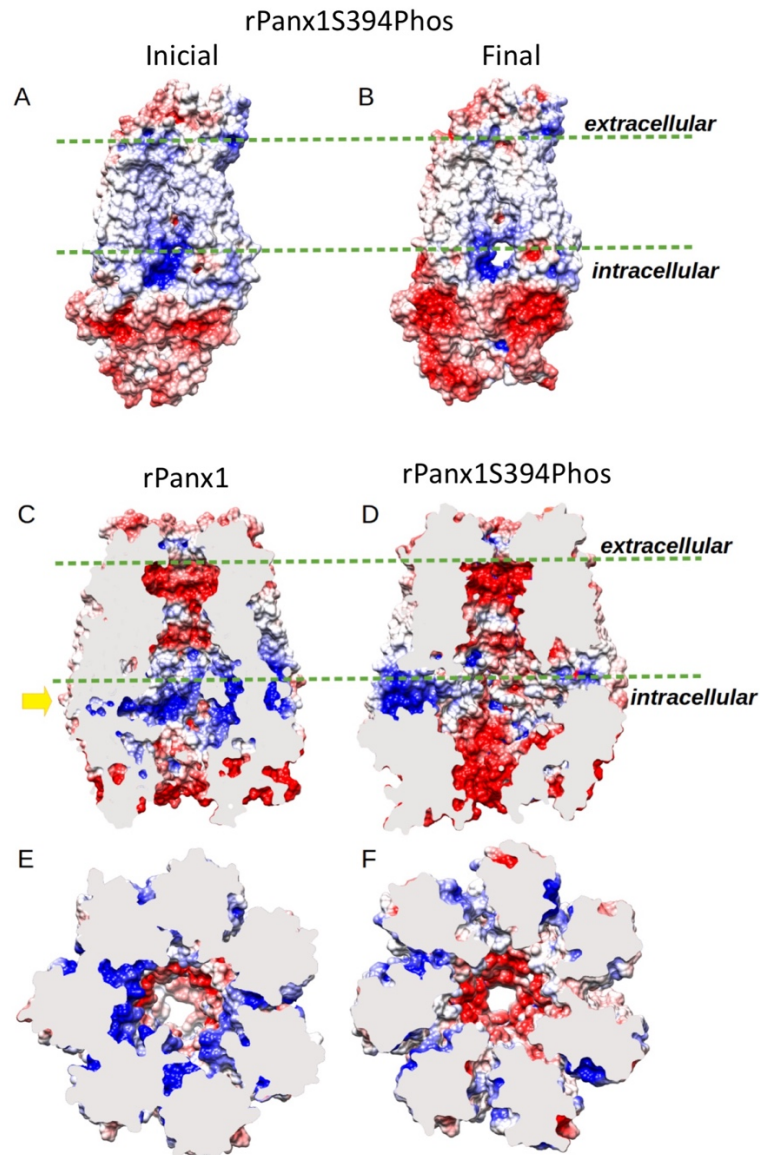 rPanx1S394Phos
Inicial
Final
A
B
extracellular
intracellular
rPanx1
rPanx1S394Phos
C
D
extracellular
intracellular
E
F